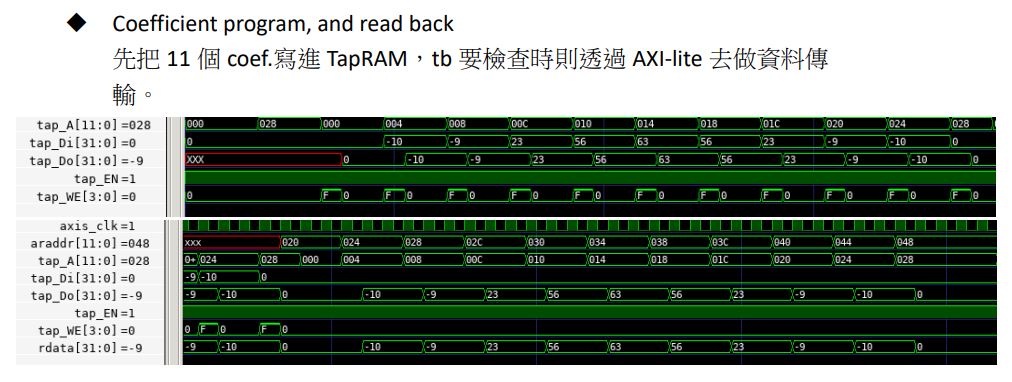 ◆ Coefficient program, and read back
先把 11 個 coef.寫進 TapRAM，tb 要檢查時則透過 AXI-lite 去做資料傳
輸。
tap_A[11:0]=028 000 028 000 004 008 00C 010 014 018 01C 020 024 028
tap_Di[31:0]=0 0 -10 -9 23 56 63 56 23 -9 -10 0
tap_Do[31:0]=-9 XXX 0 -10 -9 23 56 63 56 23 -9 -10 0
tap_EN=1
tap_WE[3:0]=0 0 F 0 F 0 F 0 F 0 F 0 F 0 F 0 F 0 F 0 F 0 F 0
axis_clk=1
araddr[11:0]=048 xxx 020 024 028 02C 030 034 038 03C 040 044 048
tap_A[11:0]=028 0+ 024 028 000 004 008 00C 010 014 018 01C 020 024 028
tap_Di[31:0]=0 -9 -10 0
tap_Do[31:0]=-9 -9 -10 0 -10 -9 23 56 63 56 23 -9 -10 0
tap_EN=1
tap_WE[3:0]=0 0 F 0 F 0
rdata[31:0]=-9 -9 -10 0 -10 -9 23 56 63 56 23 -9 -10 0